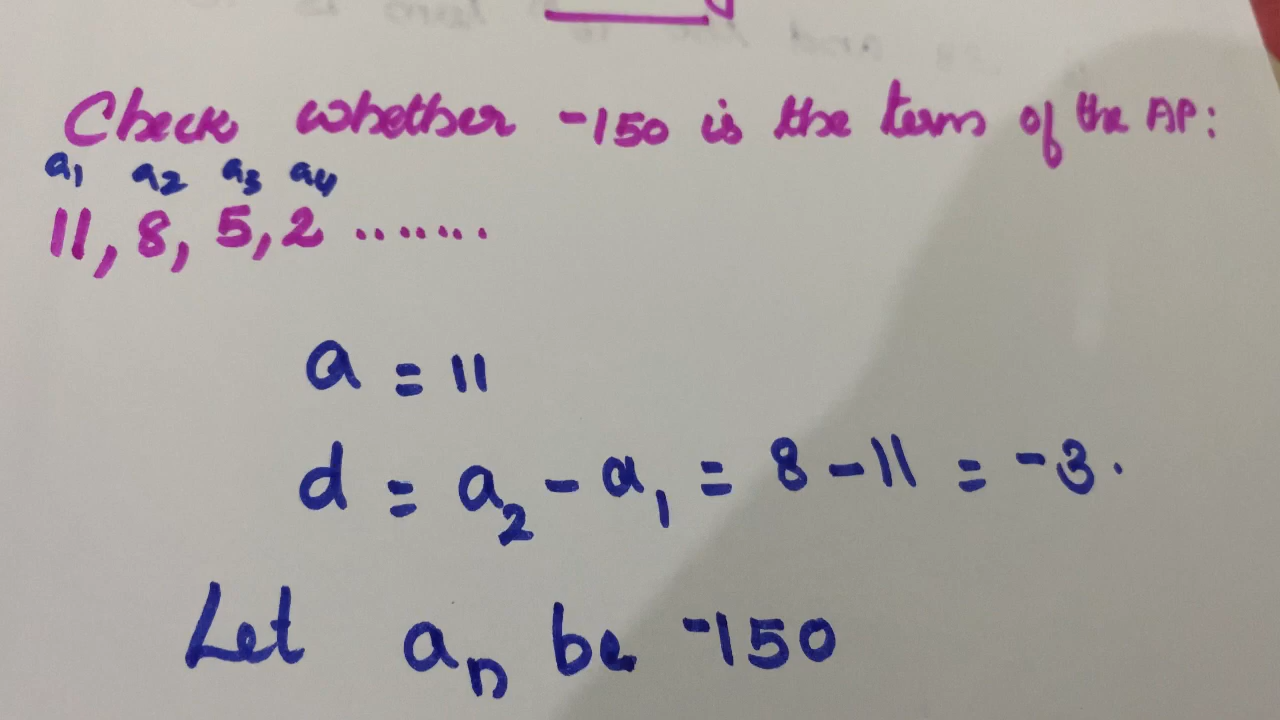 Check whether -150 is the term of the AP:
a1 a2 a3 a4
11, 8, 5, 2 .......
a = 11
d = a2 - a1 = 8 - 11 = -3.
Let an be -150